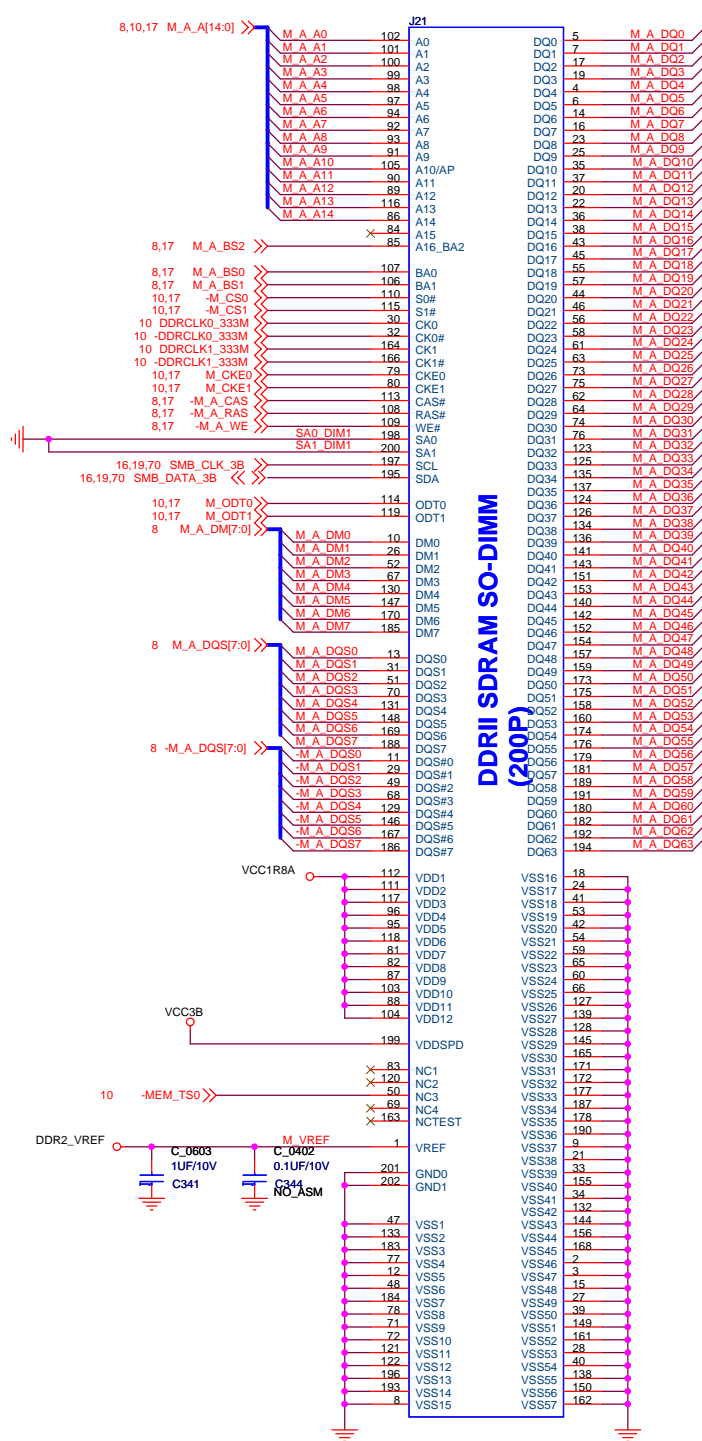 J21
8,10,17 M_A_A[14:0]
M_A_A0 102 A0
M_A_A1 101 A1
M_A_A2 100 A2
M_A_A3 99 A3
M_A_A4 98 A4
M_A_A5 97 A5
M_A_A6 94 A6
M_A_A7 92 A7
M_A_A8 93 A8
M_A_A9 91 A9
M_A_A10 105 A10/AP
M_A_A11 90 A11
M_A_A12 89 A12
M_A_A13 116 A13
M_A_A14 86 A14
84 A15
8,17 M_A_BS2 85 A16_BA2
8,17 M_A_BS0 107 BA0
8,17 M_A_BS1 106 BA1
10,17 -M_CS0 110 S0#
10,17 -M_CS1 115 S1#
10 DDRCLK0_333M 30 CK0
10 -DDRCLK0_333M 32 CK0#
10 DDRCLK1_333M 164 CK1
10 -DDRCLK1_333M 166 CK1#
10,17 M_CKE0 79 CKE0
10,17 M_CKE1 80 CKE1
8,17 -M_A_CAS 113 CAS#
8,17 -M_A_RAS 108 RAS#
8,17 -M_A_WE 109 WE#
SA0_DIM1 198 SA0
SA1_DIM1 200 SA1
16,19,70 SMB_CLK_3B 197 SCL
16,19,70 SMB_DATA_3B 195 SDA
10,17 M_ODT0 114 ODT0
10,17 M_ODT1 119 ODT1
8 M_A_DM[7:0]
M_A_DM0 10 DM0
M_A_DM1 26 DM1
M_A_DM2 52 DM2
M_A_DM3 67 DM3
M_A_DM4 130 DM4
M_A_DM5 147 DM5
M_A_DM6 170 DM6
M_A_DM7 185 DM7
8 M_A_DQS[7:0]
M_A_DQS0 13 DQS0
M_A_DQS1 31 DQS1
M_A_DQS2 51 DQS2
M_A_DQS3 70 DQS3
M_A_DQS4 131 DQS4
M_A_DQS5 148 DQS5
M_A_DQS6 169 DQS6
M_A_DQS7 188 DQS7
8 -M_A_DQS[7:0]
-M_A_DQS0 11 DQS#0
-M_A_DQS1 29 DQS#1
-M_A_DQS2 49 DQS#2
-M_A_DQS3 68 DQS#3
-M_A_DQS4 129 DQS#4
-M_A_DQS5 146 DQS#5
-M_A_DQS6 167 DQS#6
-M_A_DQS7 186 DQS#7
VCC1R8A 112 VDD1
111 VDD2
117 VDD3
96 VDD4
95 VDD5
118 VDD6
81 VDD7
82 VDD8
87 VDD9
103 VDD10
88 VDD11
104 VDD12
VCC3B
199 VDDSPD
83 NC1
120 NC2
10 -MEM_TS0 50 NC3
69 NC4
163 NCTEST
DDR2_VREF M_VREF 1 VREF
C_0603
1UF/10V
C341
C_0402
0.1UF/10V
C344
NO_ASM
201 GND0
202 GND1
47 VSS1
133 VSS2
183 VSS3
77 VSS4
12 VSS5
48 VSS6
184 VSS7
78 VSS8
71 VSS9
72 VSS10
121 VSS11
122 VSS12
196 VSS13
193 VSS14
8 VSS15
DDRII SDRAM SO-DIMM
(200P)
DQ0 5 M_A_DQ0
DQ1 7 M_A_DQ1
DQ2 17 M_A_DQ2
DQ3 19 M_A_DQ3
DQ4 4 M_A_DQ4
DQ5 6 M_A_DQ5
DQ6 14 M_A_DQ6
DQ7 16 M_A_DQ7
DQ8 23 M_A_DQ8
DQ9 25 M_A_DQ9
DQ10 35 M_A_DQ10
DQ11 37 M_A_DQ11
DQ12 20 M_A_DQ12
DQ13 22 M_A_DQ13
DQ14 36 M_A_DQ14
DQ15 38 M_A_DQ15
DQ16 43 M_A_DQ16
DQ17 45 M_A_DQ17
DQ18 55 M_A_DQ18
DQ19 57 M_A_DQ19
DQ20 44 M_A_DQ20
DQ21 46 M_A_DQ21
DQ22 56 M_A_DQ22
DQ23 58 M_A_DQ23
DQ24 61 M_A_DQ24
DQ25 63 M_A_DQ25
DQ26 73 M_A_DQ26
DQ27 75 M_A_DQ27
DQ28 62 M_A_DQ28
DQ29 64 M_A_DQ29
DQ30 74 M_A_DQ30
DQ31 76 M_A_DQ31
DQ32 123 M_A_DQ32
DQ33 125 M_A_DQ33
DQ34 135 M_A_DQ34
DQ35 137 M_A_DQ35
DQ36 124 M_A_DQ36
DQ37 126 M_A_DQ37
DQ38 134 M_A_DQ38
DQ39 136 M_A_DQ39
DQ40 141 M_A_DQ40
DQ41 143 M_A_DQ41
DQ42 151 M_A_DQ42
DQ43 153 M_A_DQ43
DQ44 140 M_A_DQ44
DQ45 142 M_A_DQ45
DQ46 152 M_A_DQ46
DQ47 154 M_A_DQ47
DQ48 157 M_A_DQ48
DQ49 159 M_A_DQ49
DQ50 173 M_A_DQ50
DQ51 175 M_A_DQ51
DQ52 158 M_A_DQ52
DQ53 160 M_A_DQ53
DQ54 174 M_A_DQ54
DQ55 176 M_A_DQ55
DQ56 179 M_A_DQ56
DQ57 181 M_A_DQ57
DQ58 189 M_A_DQ58
DQ59 191 M_A_DQ59
DQ60 180 M_A_DQ60
DQ61 182 M_A_DQ61
DQ62 192 M_A_DQ62
DQ63 194 M_A_DQ63
VSS16 18
VSS17 24
VSS18 41
VSS19 53
VSS20 42
VSS21 54
VSS22 59
VSS23 65
VSS24 60
VSS25 66
VSS26 127
VSS27 139
VSS28 128
VSS29 145
VSS30 165
VSS31 171
VSS32 172
VSS33 177
VSS34 187
VSS35 178
VSS36 190
VSS37 9
VSS38 21
VSS39 33
VSS40 155
VSS41 34
VSS42 132
VSS43 144
VSS44 156
VSS45 168
VSS46 2
VSS47 3
VSS48 15
VSS49 27
VSS50 39
VSS51 149
VSS52 161
VSS53 28
VSS54 40
VSS55 138
VSS56 150
VSS57 162